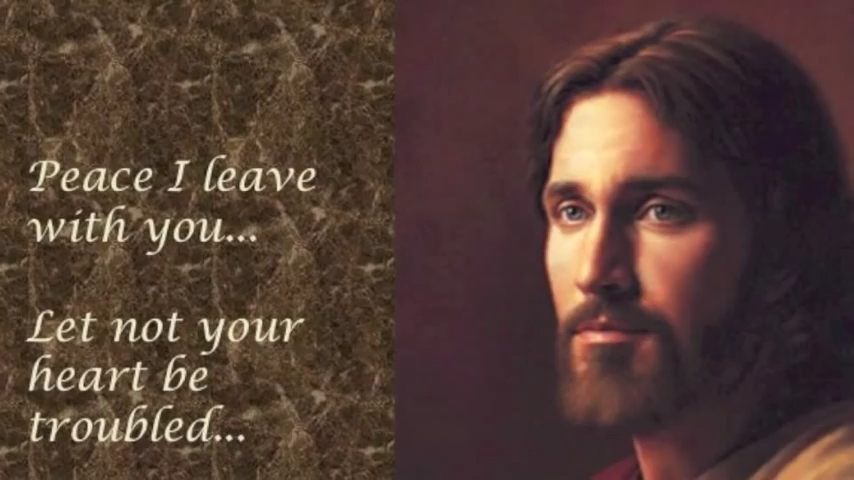 Peace I leave
with you...
Let not your
heart be
troubled...